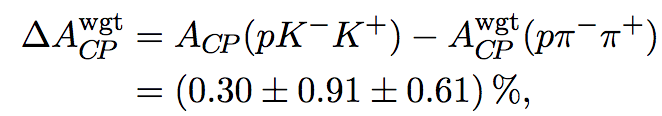 ΔA_{CP}^{wgt} = A_{CP}(pK⁻K⁺) − A_{CP}^{wgt}(pπ⁻π⁺)
= (0.30 ± 0.91 ± 0.61) %,